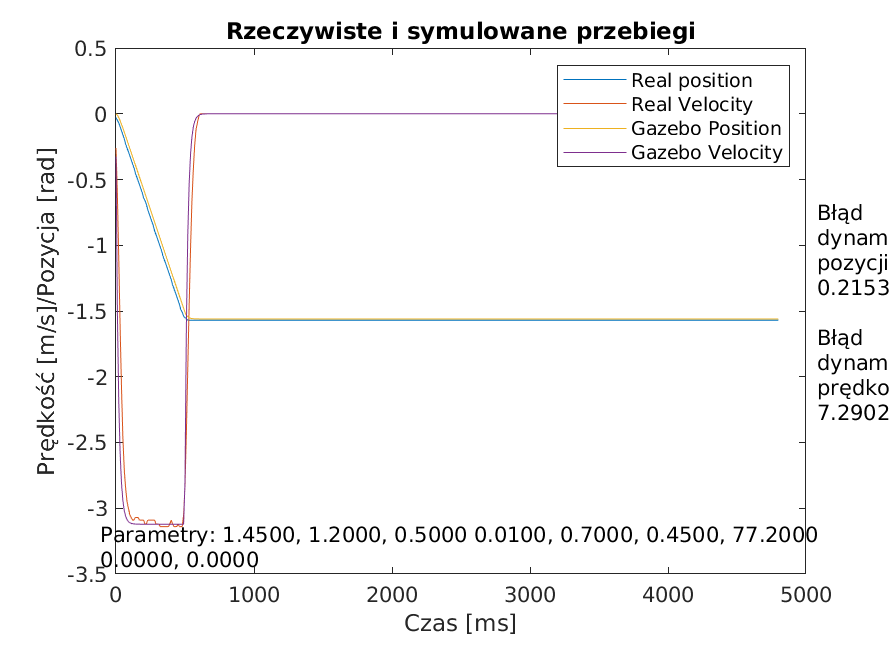 Rzeczywiste i symulowane przebiegi
0.5
0
-0.5
-1
-1.5
-2
-2.5
-3
-3.5
Prędkość [m/s]/Pozycja [rad]
Real position
Real Velocity
Gazebo Position
Gazebo Velocity
Błąd
dynam
pozycji
0.2153
Błąd
dynam
prędko
7.2902
Parametry: 1.4500, 1.2000, 0.5000 0.0100, 0.7000, 0.4500, 77.2000
0.0000, 0.0000
0 1000 2000 3000 4000 5000
Czas [ms]